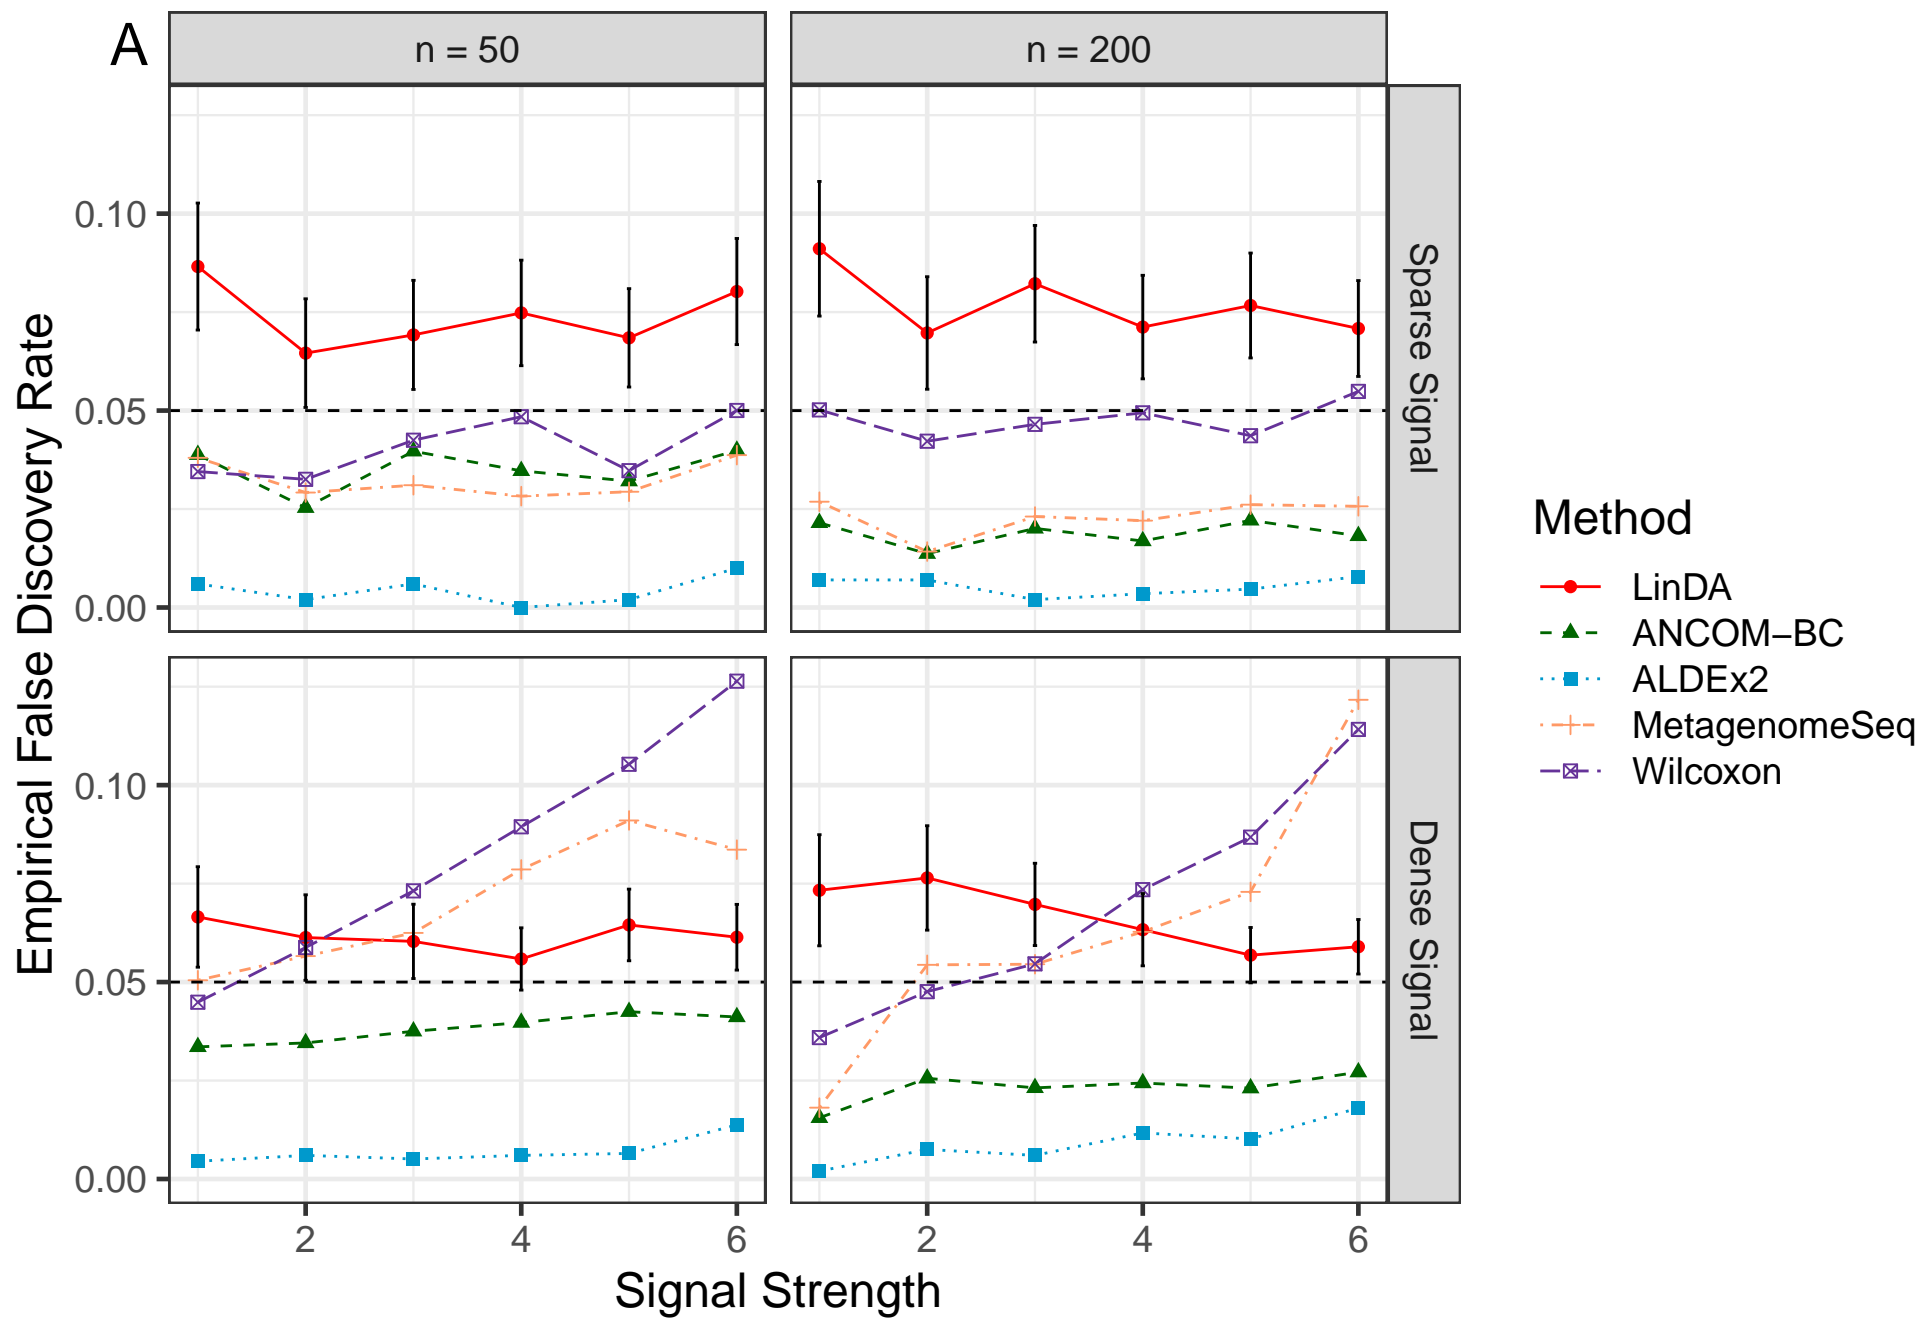 A
n = 50
n = 200
Empirical False Discovery Rate
0.10
0.05
0.00
Sparse Signal
0.10
0.05
0.00
Dense Signal
2
4
6
2
4
6
Signal Strength
Method
LinDA
ANCOM−BC
ALDEx2
MetagenomeSeq
Wilcoxon